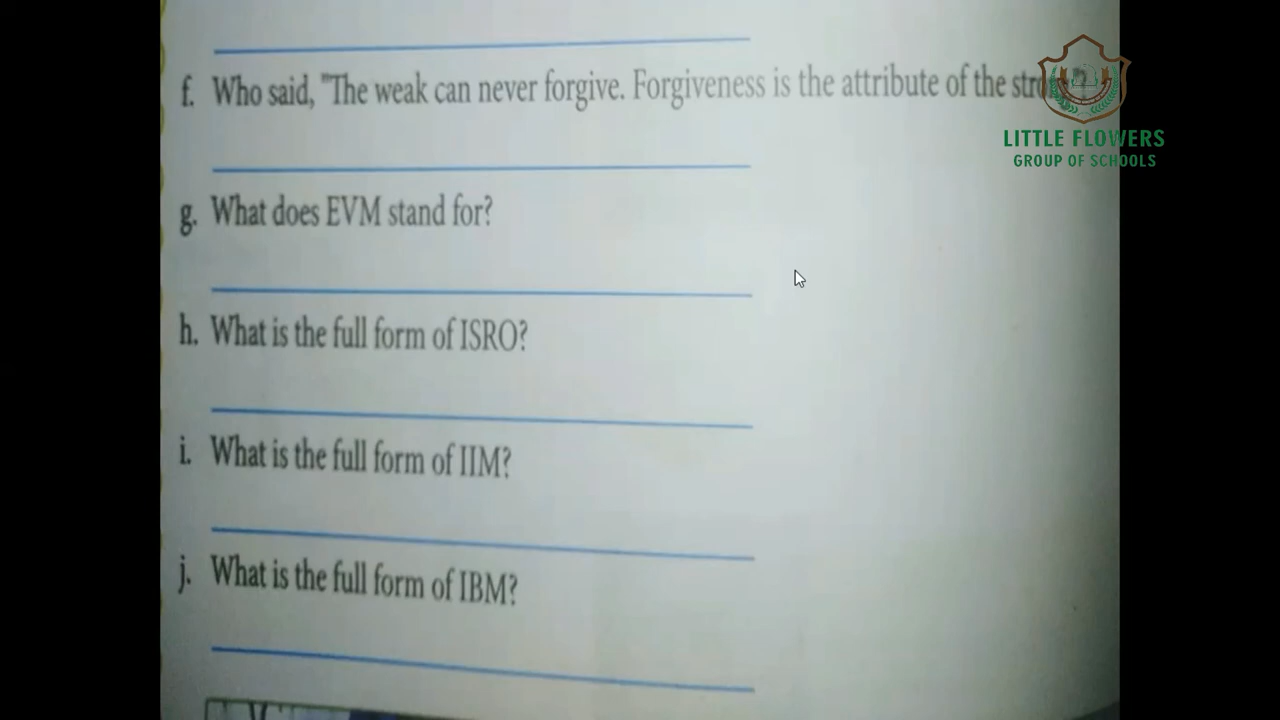 f. Who said, "The weak can never forgive. Forgiveness is the attribute of the
LITTLE FLOWERS
GROUP OF SCHOOLS
g. What does EVM stand for?
h. What is the full form of ISRO?
i. What is the full form of IIM?
j. What is the full form of IBM?